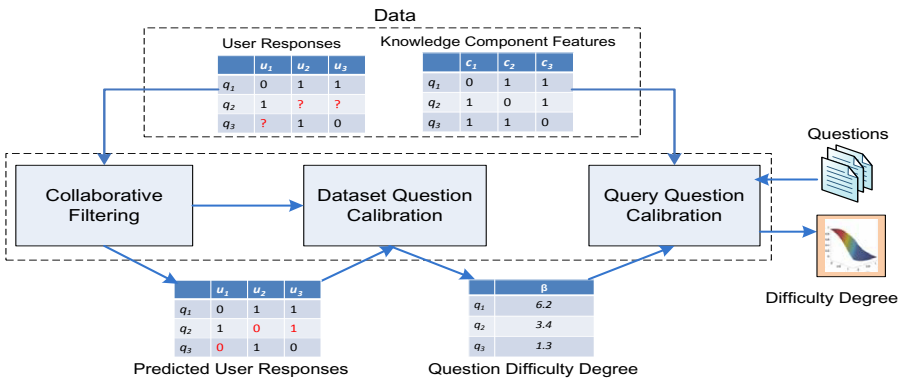 Data
User Responses
u1 u2 u3
q1 0 1 1
q2 1 ? ?
q3 ? 1 0
Knowledge Component Features
c1 c2 c3
q1 0 1 1
q2 1 0 1
q3 1 1 0
Questions
Collaborative
Filtering
Dataset Question
Calibration
Query Question
Calibration
Difficulty Degree
u1 u2 u3
q1 0 1 1
q2 1 0 1
q3 0 1 0
Predicted User Responses
β
q1 6.2
q2 3.4
q3 1.3
Question Difficulty Degree